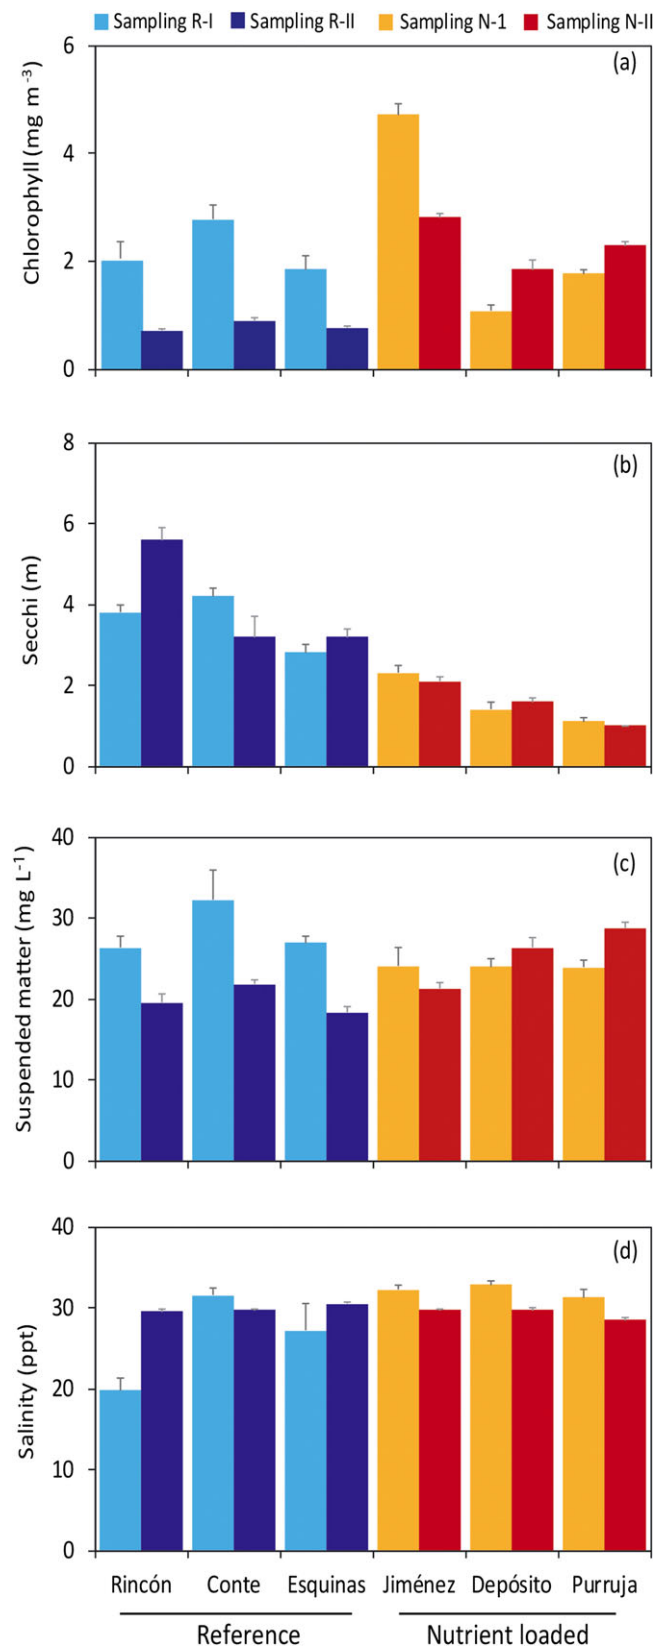 Sampling R-I Sampling R-II Sampling N-1 Sampling N-II
(a)
Chlorophyll (mg m⁻³)
6
4
2
0
(b)
Secchi (m)
8
6
4
2
0
(c)
Suspended matter (mg L⁻¹)
40
30
20
10
0
(d)
Salinity (ppt)
40
30
20
10
0
Rincón Conte Esquinas Jiménez Depósito Purruja
Reference Nutrient loaded